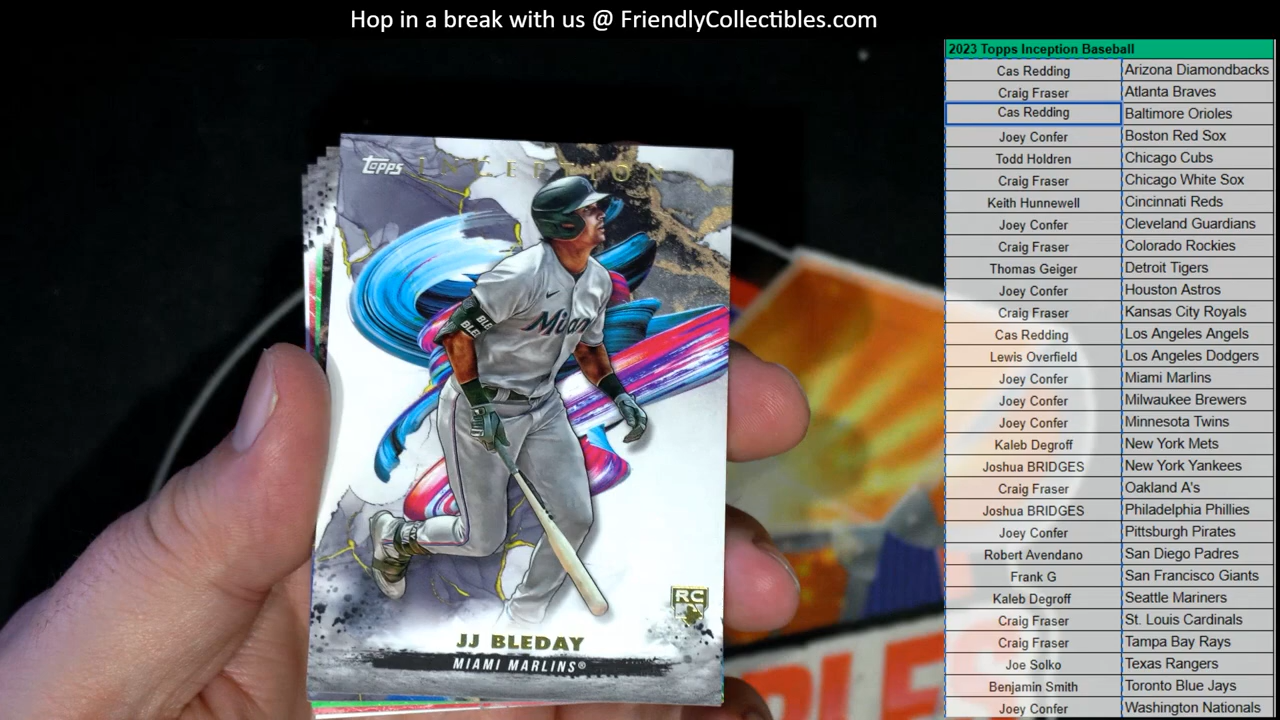 Hop in a break with us @ FriendlyCollectibles.com
2023 Topps Inception Baseball
Cas Redding Arizona Diamondbacks
Craig Fraser Atlanta Braves
Cas Redding Baltimore Orioles
Joey Confer Boston Red Sox
Todd Holdren Chicago Cubs
Craig Fraser Chicago White Sox
Keith Hunnewell Cincinnati Reds
Joey Confer Cleveland Guardians
Craig Fraser Colorado Rockies
Thomas Geiger Detroit Tigers
Joey Confer Houston Astros
Craig Fraser Kansas City Royals
Cas Redding Los Angeles Angels
Lewis Overfield Los Angeles Dodgers
Joey Confer Miami Marlins
Joey Confer Milwaukee Brewers
Joey Confer Minnesota Twins
Kaleb Degroff New York Mets
Joshua BRIDGES New York Yankees
Craig Fraser Oakland A's
Joshua BRIDGES Philadelphia Phillies
Joey Confer Pittsburgh Pirates
Robert Avendano San Diego Padres
Frank G San Francisco Giants
Kaleb Degroff Seattle Mariners
Craig Fraser St. Louis Cardinals
Craig Fraser Tampa Bay Rays
Joe Solko Texas Rangers
Benjamin Smith Toronto Blue Jays
Joey Confer Washington Nationals
Topps INCEPTION
RC
JJ BLEDAY
MIAMI MARLINS®